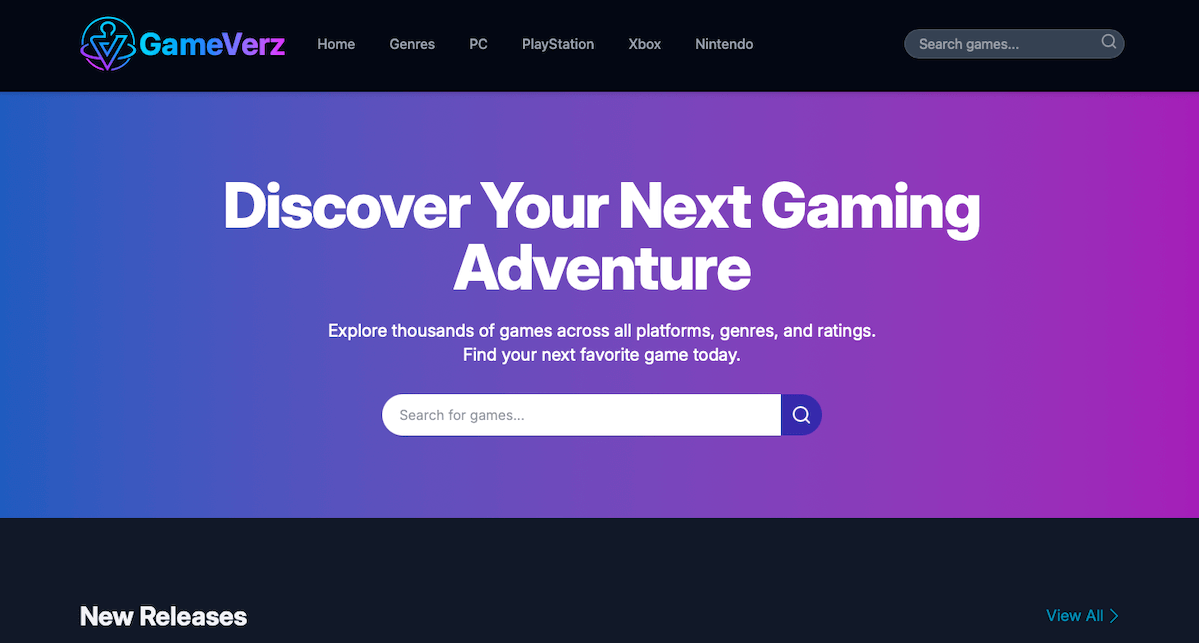 GameVerz
Home
Genres
PC
PlayStation
Xbox
Nintendo
Search games...
Discover Your Next Gaming
Adventure
Explore thousands of games across all platforms, genres, and ratings.
Find your next favorite game today.
Search for games...
New Releases
View All